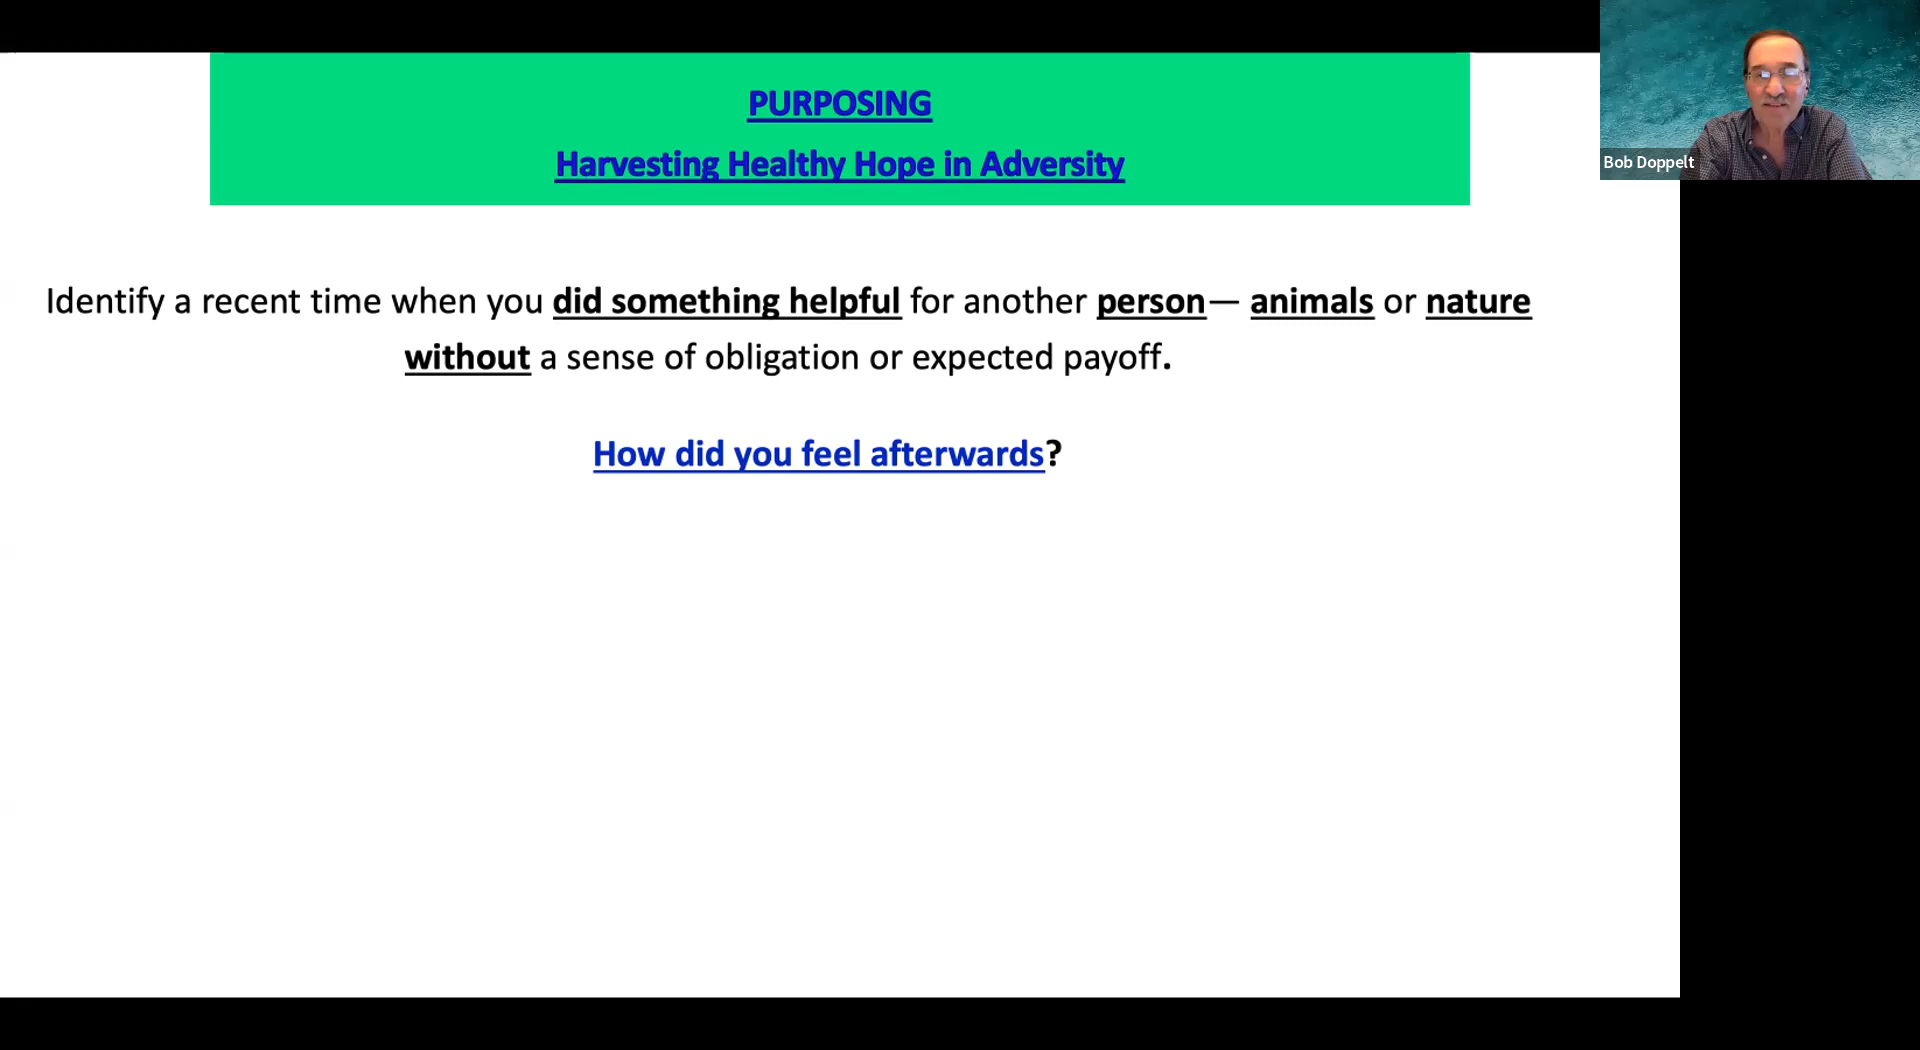 PURPOSING
Harvesting Healthy Hope in Adversity
Bob Doppelt
Identify a recent time when you did something helpful for another person— animals or nature
without a sense of obligation or expected payoff.
How did you feel afterwards?